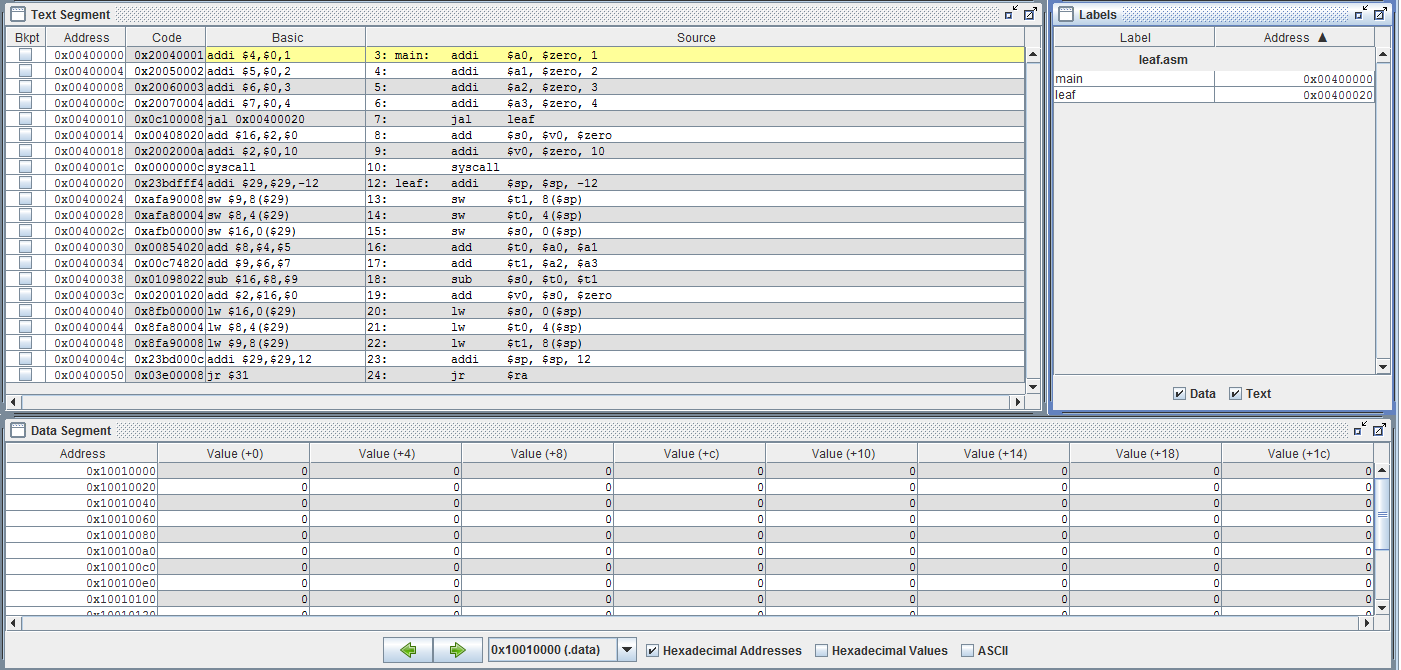 Text Segment
Bkpt Address Code Basic Source
0x00400000 0x20040001 addi $4,$0,1 3: main: addi $a0, $zero, 1
0x00400004 0x20050002 addi $5,$0,2 4: addi $a1, $zero, 2
0x00400008 0x20060003 addi $6,$0,3 5: addi $a2, $zero, 3
0x0040000c 0x20070004 addi $7,$0,4 6: addi $a3, $zero, 4
0x00400010 0x0c100008 jal 0x00400020 7: jal leaf
0x00400014 0x00408020 add $16,$2,$0 8: add $s0, $v0, $zero
0x00400018 0x2002000a addi $2,$0,10 9: addi $v0, $zero, 10
0x0040001c 0x0000000c syscall 10: syscall
0x00400020 0x23bdfff4 addi $29,$29,-12 12: leaf: addi $sp, $sp, -12
0x00400024 0xafa90008 sw $9,8($29) 13: sw $t1, 8($sp)
0x00400028 0xafa80004 sw $8,4($29) 14: sw $t0, 4($sp)
0x0040002c 0xafb00000 sw $16,0($29) 15: sw $s0, 0($sp)
0x00400030 0x00854020 add $8,$4,$5 16: add $t0, $a0, $a1
0x00400034 0x00c74820 add $9,$6,$7 17: add $t1, $a2, $a3
0x00400038 0x01098022 sub $16,$8,$9 18: sub $s0, $t0, $t1
0x0040003c 0x02001020 add $2,$16,$0 19: add $v0, $s0, $zero
0x00400040 0x8fb00000 lw $16,0($29) 20: lw $s0, 0($sp)
0x00400044 0x8fa80004 lw $8,4($29) 21: lw $t0, 4($sp)
0x00400048 0x8fa90008 lw $9,8($29) 22: lw $t1, 8($sp)
0x0040004c 0x23bd000c addi $29,$29,12 23: addi $sp, $sp, 12
0x00400050 0x03e00008 jr $31 24: jr $ra
Labels
Label Address ▲
leaf.asm
main 0x00400000
leaf 0x00400020
Data Text
Data Segment
Address Value (+0) Value (+4) Value (+8) Value (+c) Value (+10) Value (+14) Value (+18) Value (+1c)
0x10010000 0 0 0 0 0 0 0 0
0x10010020 0 0 0 0 0 0 0 0
0x10010040 0 0 0 0 0 0 0 0
0x10010060 0 0 0 0 0 0 0 0
0x10010080 0 0 0 0 0 0 0 0
0x100100a0 0 0 0 0 0 0 0 0
0x100100c0 0 0 0 0 0 0 0 0
0x100100e0 0 0 0 0 0 0 0 0
0x10010100 0 0 0 0 0 0 0 0
0x10010120 0 0 0 0 0 0 0 0
0x10010000 (.data) Hexadecimal Addresses Hexadecimal Values ASCII